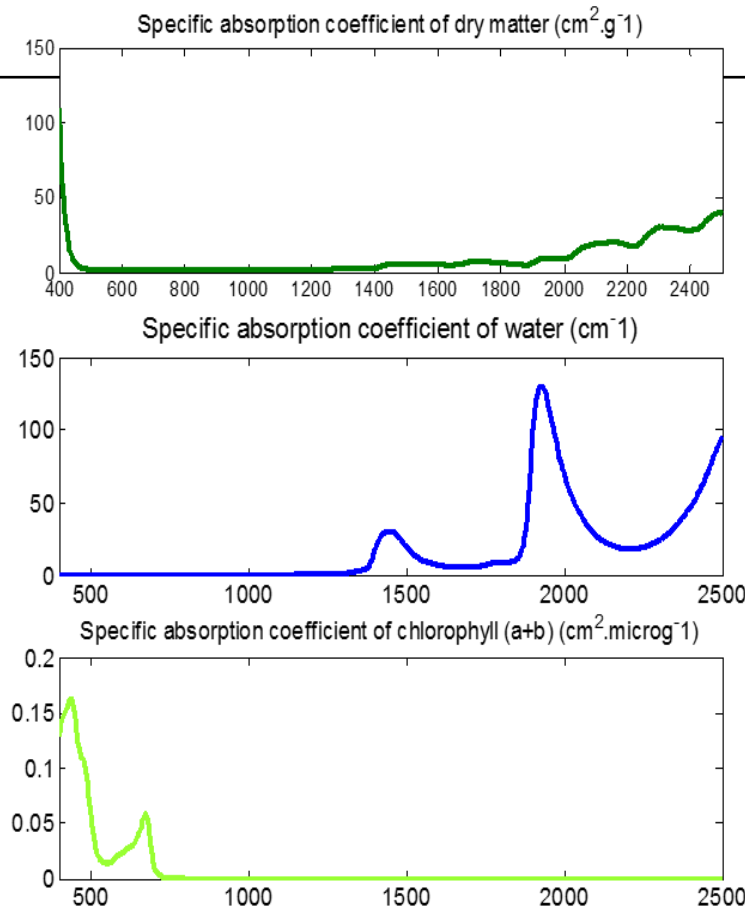 Specific absorption coefficient of dry matter (cm².g⁻1)
150
100
50
0
400 600 800 1000 1200 1400 1600 1800 2000 2200 2400
Specific absorption coefficient of water (cm⁻1)
150
100
50
0
500 1000 1500 2000 2500
Specific absorption coefficient of chlorophyll (a+b) (cm².microg⁻1)
0.2
0.15
0.1
0.05
0
500 1000 1500 2000 2500